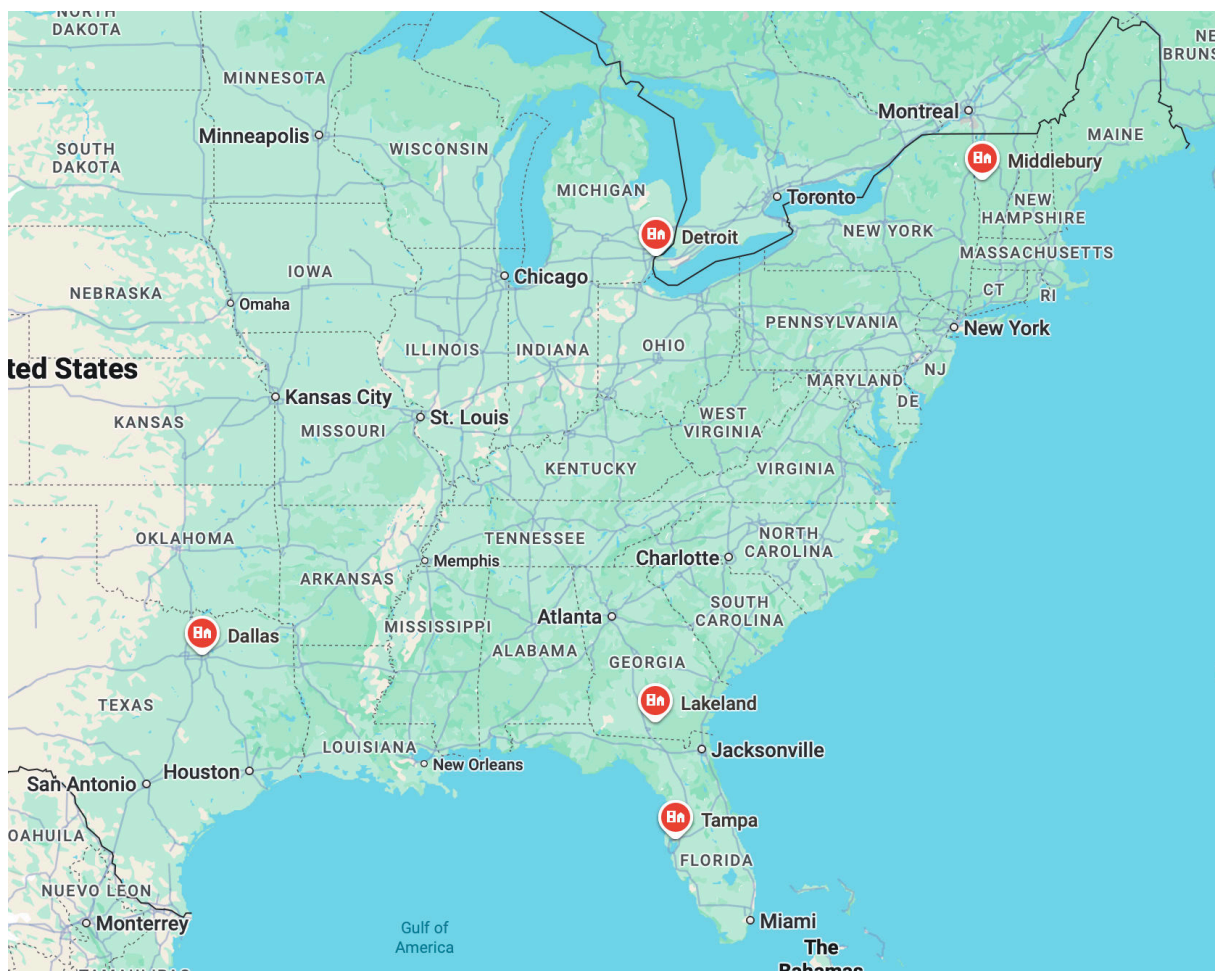 NORTH
DAKOTA
MINNESOTA
Minneapolis
WISCONSIN
SOUTH
DAKOTA
MICHIGAN
Montreal
MAINE
Middlebury
Toronto
NEW
HAMPSHIRE
NEW YORK
Detroit
MASSACHUSETTS
IOWA
Chicago
NEBRASKA
Omaha
CT
RI
PENNSYLVANIA
New York
ILLINOIS
INDIANA
OHIO
ted States
NJ
MARYLAND
DE
Kansas City
KANSAS
MISSOURI
St. Louis
WEST
VIRGINIA
KENTUCKY
VIRGINIA
OKLAHOMA
TENNESSEE
NORTH
CAROLINA
Charlotte
Memphis
ARKANSAS
Atlanta
SOUTH
CAROLINA
MISSISSIPPI
Dallas
ALABAMA
GEORGIA
TEXAS
Lakeland
LOUISIANA
Jacksonville
New Orleans
Houston
San Antonio
Tampa
OAHUILA
FLORIDA
NUEVO LEON
Monterrey
Miami
Gulf of
America
The
Bahamas